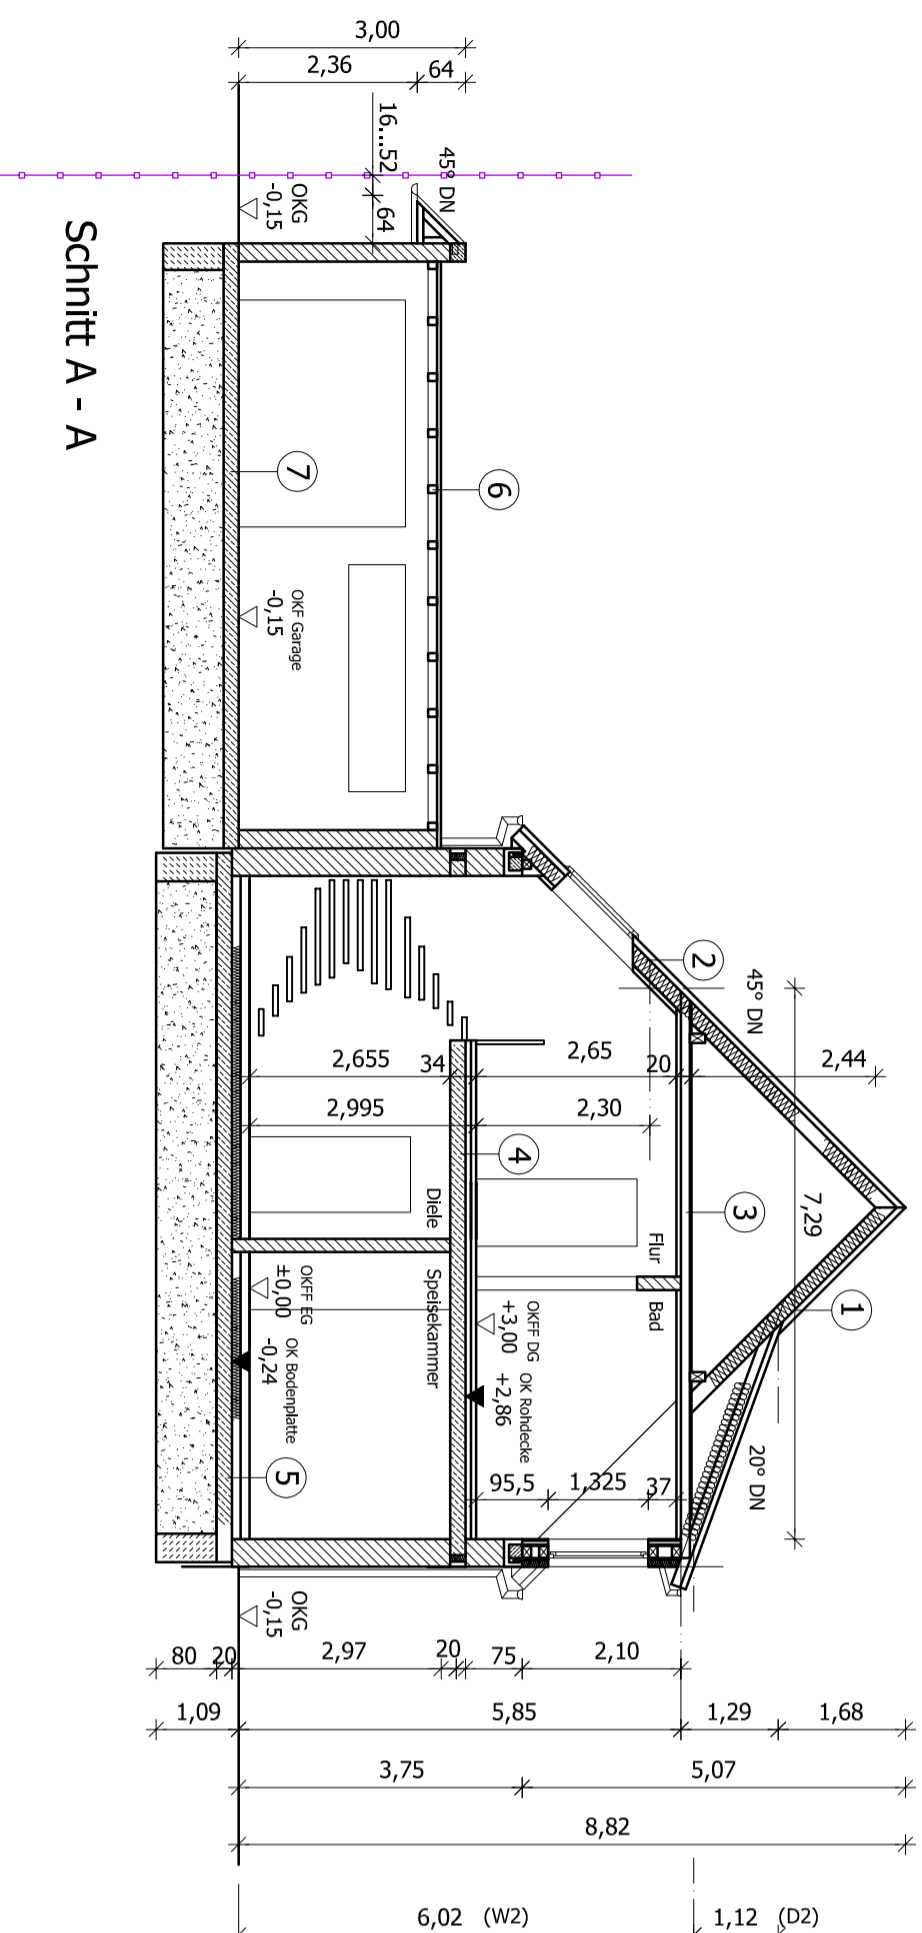 3,00
2,36
64
16...52
64
45° DN
OKG
-0,15
Schnitt A - A
7
6
OKF Garage
-0,15
2
45° DN
2,655
34
2,65
20
2,44
2,995
2,30
4
3
7,29
1
Diele
Flur
Speisekammer
Bad
OKFF EG
±0,00
OK Bodenplatte
-0,24
OKFF DG
+3,00
OK Rohdecke
+2,86
20° DN
5
95,5
1,325
37
OKG
-0,15
80
20
2,97
20
75
2,10
1,09
5,85
1,29
1,68
3,75
5,07
8,82
6,02 (W2)
1,12 (D2)